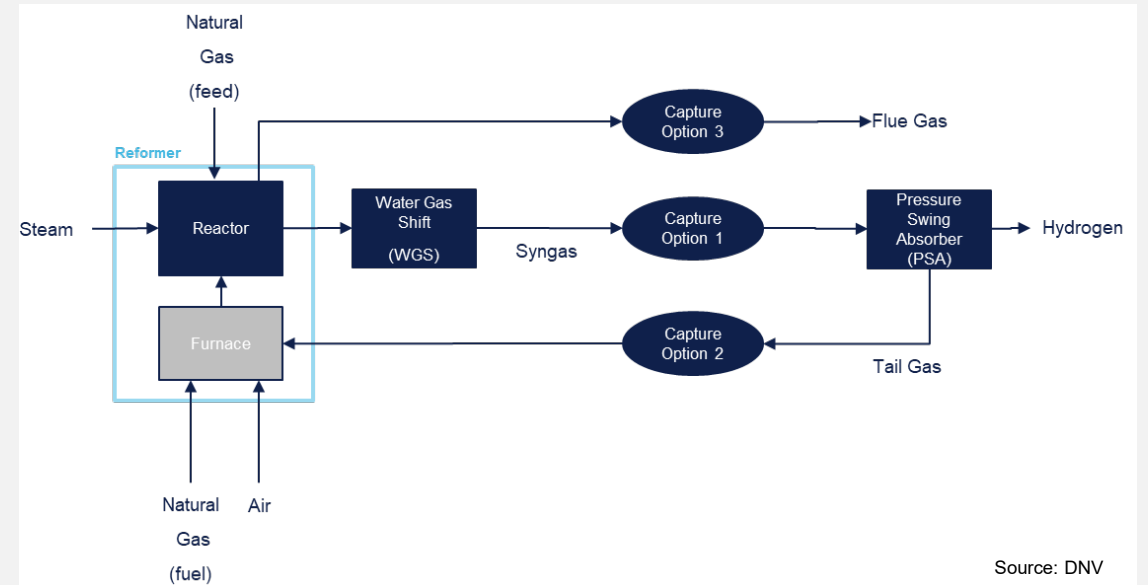 Natural
Gas
(feed)
Capture
Option 3
Flue Gas
Reformer
Steam
Reactor
Water Gas
Shift
(WGS)
Syngas
Capture
Option 1
Pressure
Swing
Absorber
(PSA)
Hydrogen
Furnace
Capture
Option 2
Tail Gas
Natural
Gas
(fuel)
Air
Source: DNV